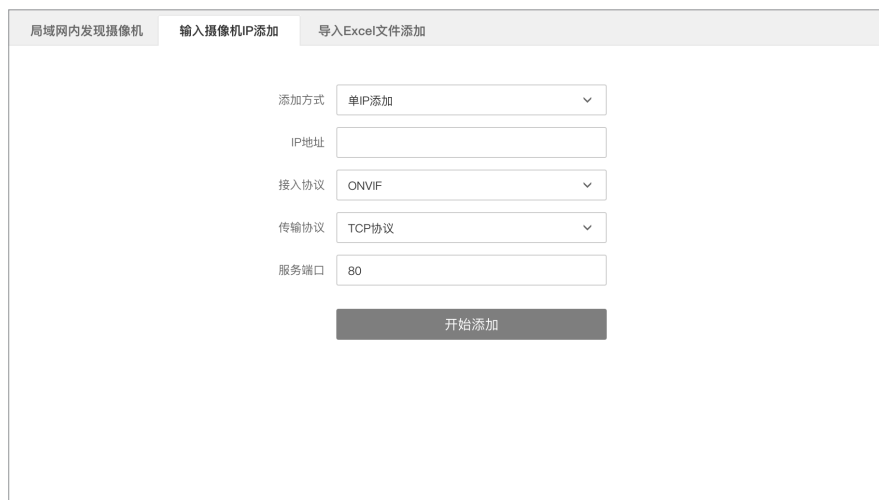 局域网内发现摄像机 输入摄像机IP添加 导入Excel文件添加
添加方式 单IP添加
IP地址
接入协议 ONVIF
传输协议 TCP协议
服务端口 80
开始添加